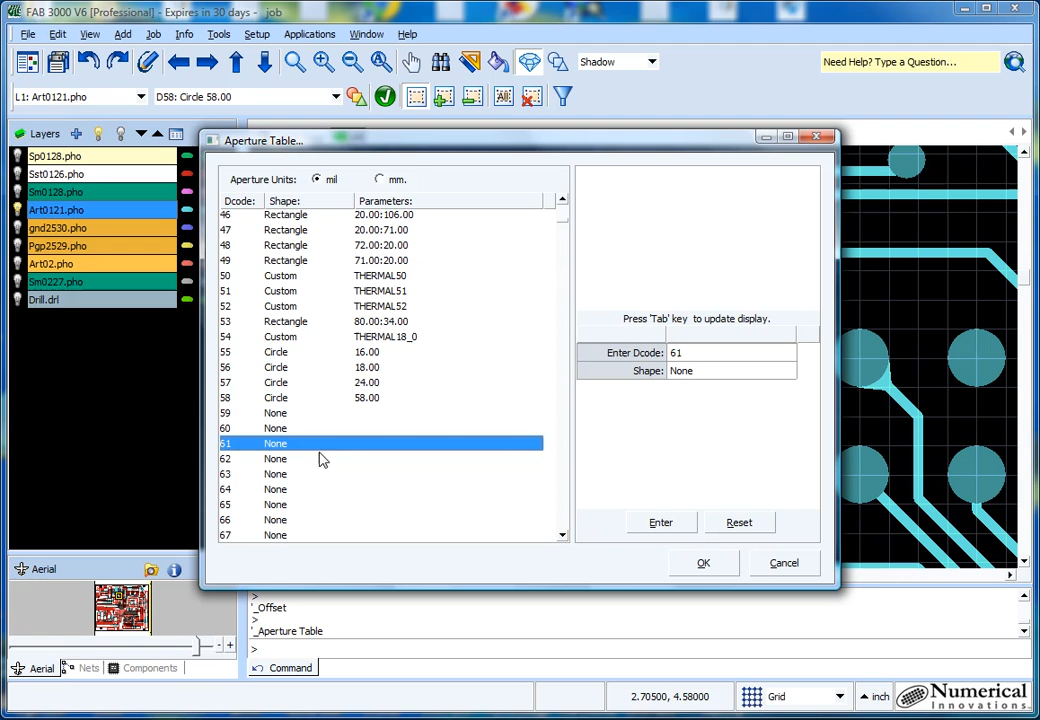 FAB 3000 V6 [Professional] - Expires in 30 days - job
File Edit View Add Job Info Tools Setup Applications Window Help
Shadow
Need Help? Type a Question...
L1: Art0121.pho
D58: Circle 58.00
All
Layers
Sp0128.pho
Sst0126.pho
Sm0128.pho
Art0121.pho
gnd2530.pho
Pgp2529.pho
Art02.pho
Sm0227.pho
Drill.drl
Aperture Table...
Aperture Units: mil mm.
Dcode: Shape: Parameters:
46 Rectangle 20.00:106.00
47 Rectangle 20.00:71.00
48 Rectangle 72.00:20.00
49 Rectangle 71.00:20.00
50 Custom THERMAL50
51 Custom THERMAL51
52 Custom THERMAL52
53 Rectangle 80.00:34.00
54 Custom THERMAL18_0
55 Circle 16.00
56 Circle 18.00
57 Circle 24.00
58 Circle 58.00
59 None
60 None
61 None
62 None
63 None
64 None
65 None
66 None
67 None
Press 'Tab' key to update display.
Enter Dcode: 61
Shape: None
Enter Reset
OK Cancel
Aerial
- +
Aerial Nets Components
>
'_Offset
>
'_Aperture Table
>
Command
2.70500, 4.58000
Grid
inch
Numerical
Innovations